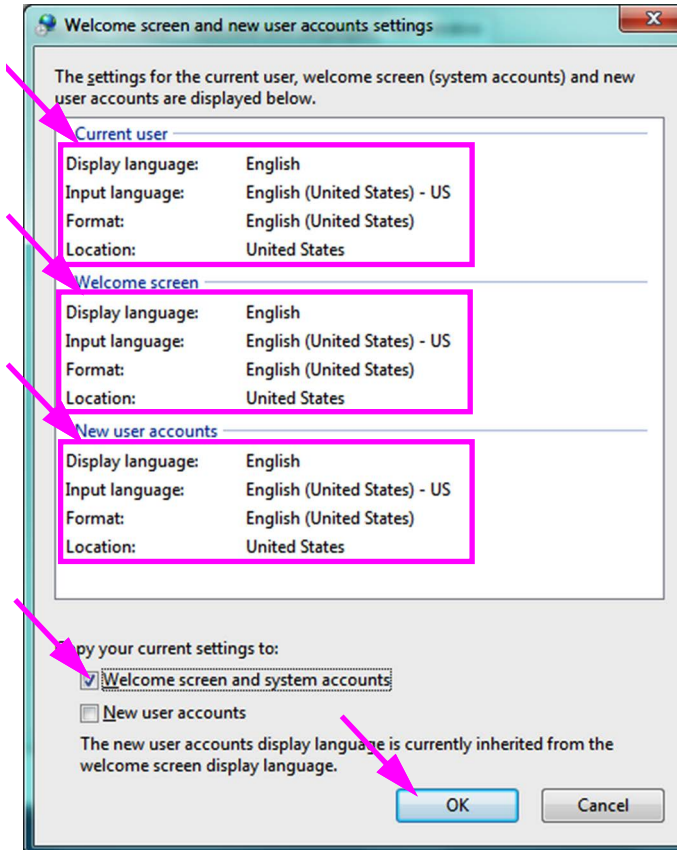 Welcome screen and new user accounts settings
The settings for the current user, welcome screen (system accounts) and new
user accounts are displayed below.
Current user
Display language: English
Input language: English (United States) - US
Format: English (United States)
Location: United States
Welcome screen
Display language: English
Input language: English (United States) - US
Format: English (United States)
Location: United States
New user accounts
Display language: English
Input language: English (United States) - US
Format: English (United States)
Location: United States
Copy your current settings to:
Welcome screen and system accounts
New user accounts
The new user accounts display language is currently inherited from the
welcome screen display language.
OK Cancel